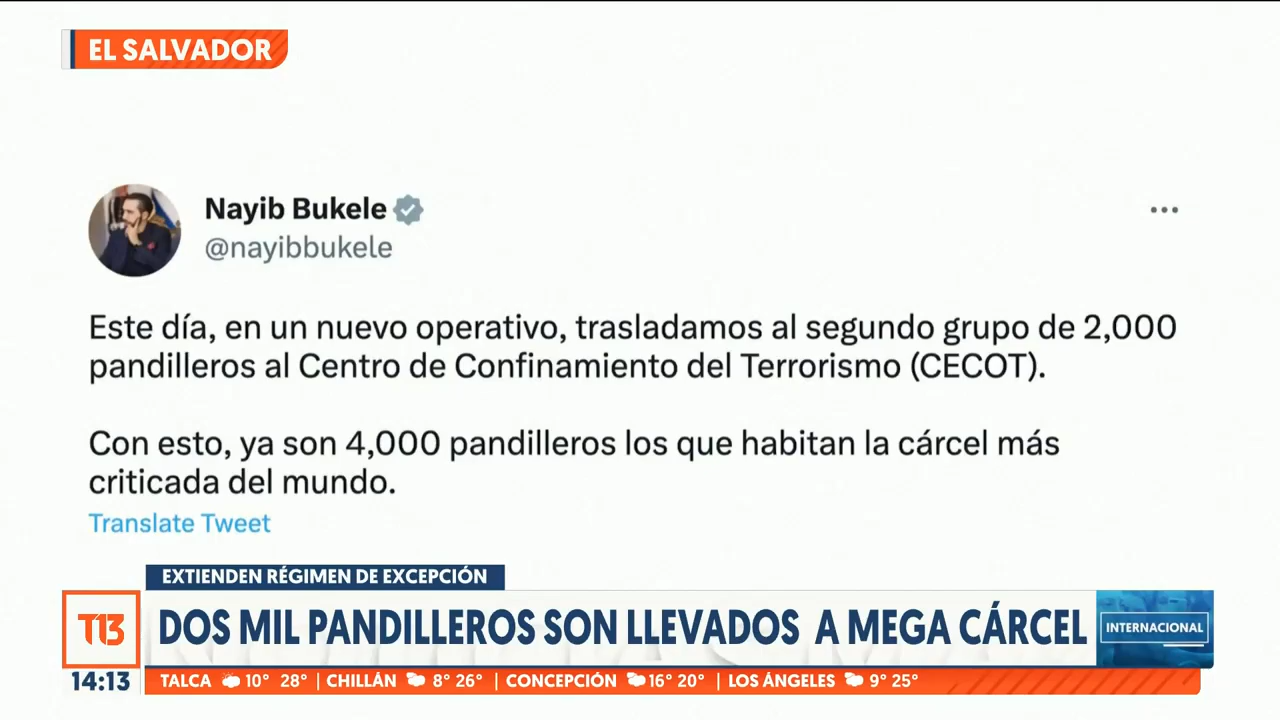 EL SALVADOR
Nayib Bukele
@nayibbukele
Este día, en un nuevo operativo, trasladamos al segundo grupo de 2,000
pandilleros al Centro de Confinamiento del Terrorismo (CECOT).
Con esto, ya son 4,000 pandilleros los que habitan la cárcel más
criticada del mundo.
Translate Tweet
EXTIENDEN RÉGIMEN DE EXCEPCIÓN
T13
DOS MIL PANDILLEROS SON LLEVADOS A MEGA CÁRCEL
INTERNACIONAL
14:13
TALCA 10° 28° | CHILLÁN 8° 26° | CONCEPCIÓN 16° 20° | LOS ÁNGELES 9° 25°